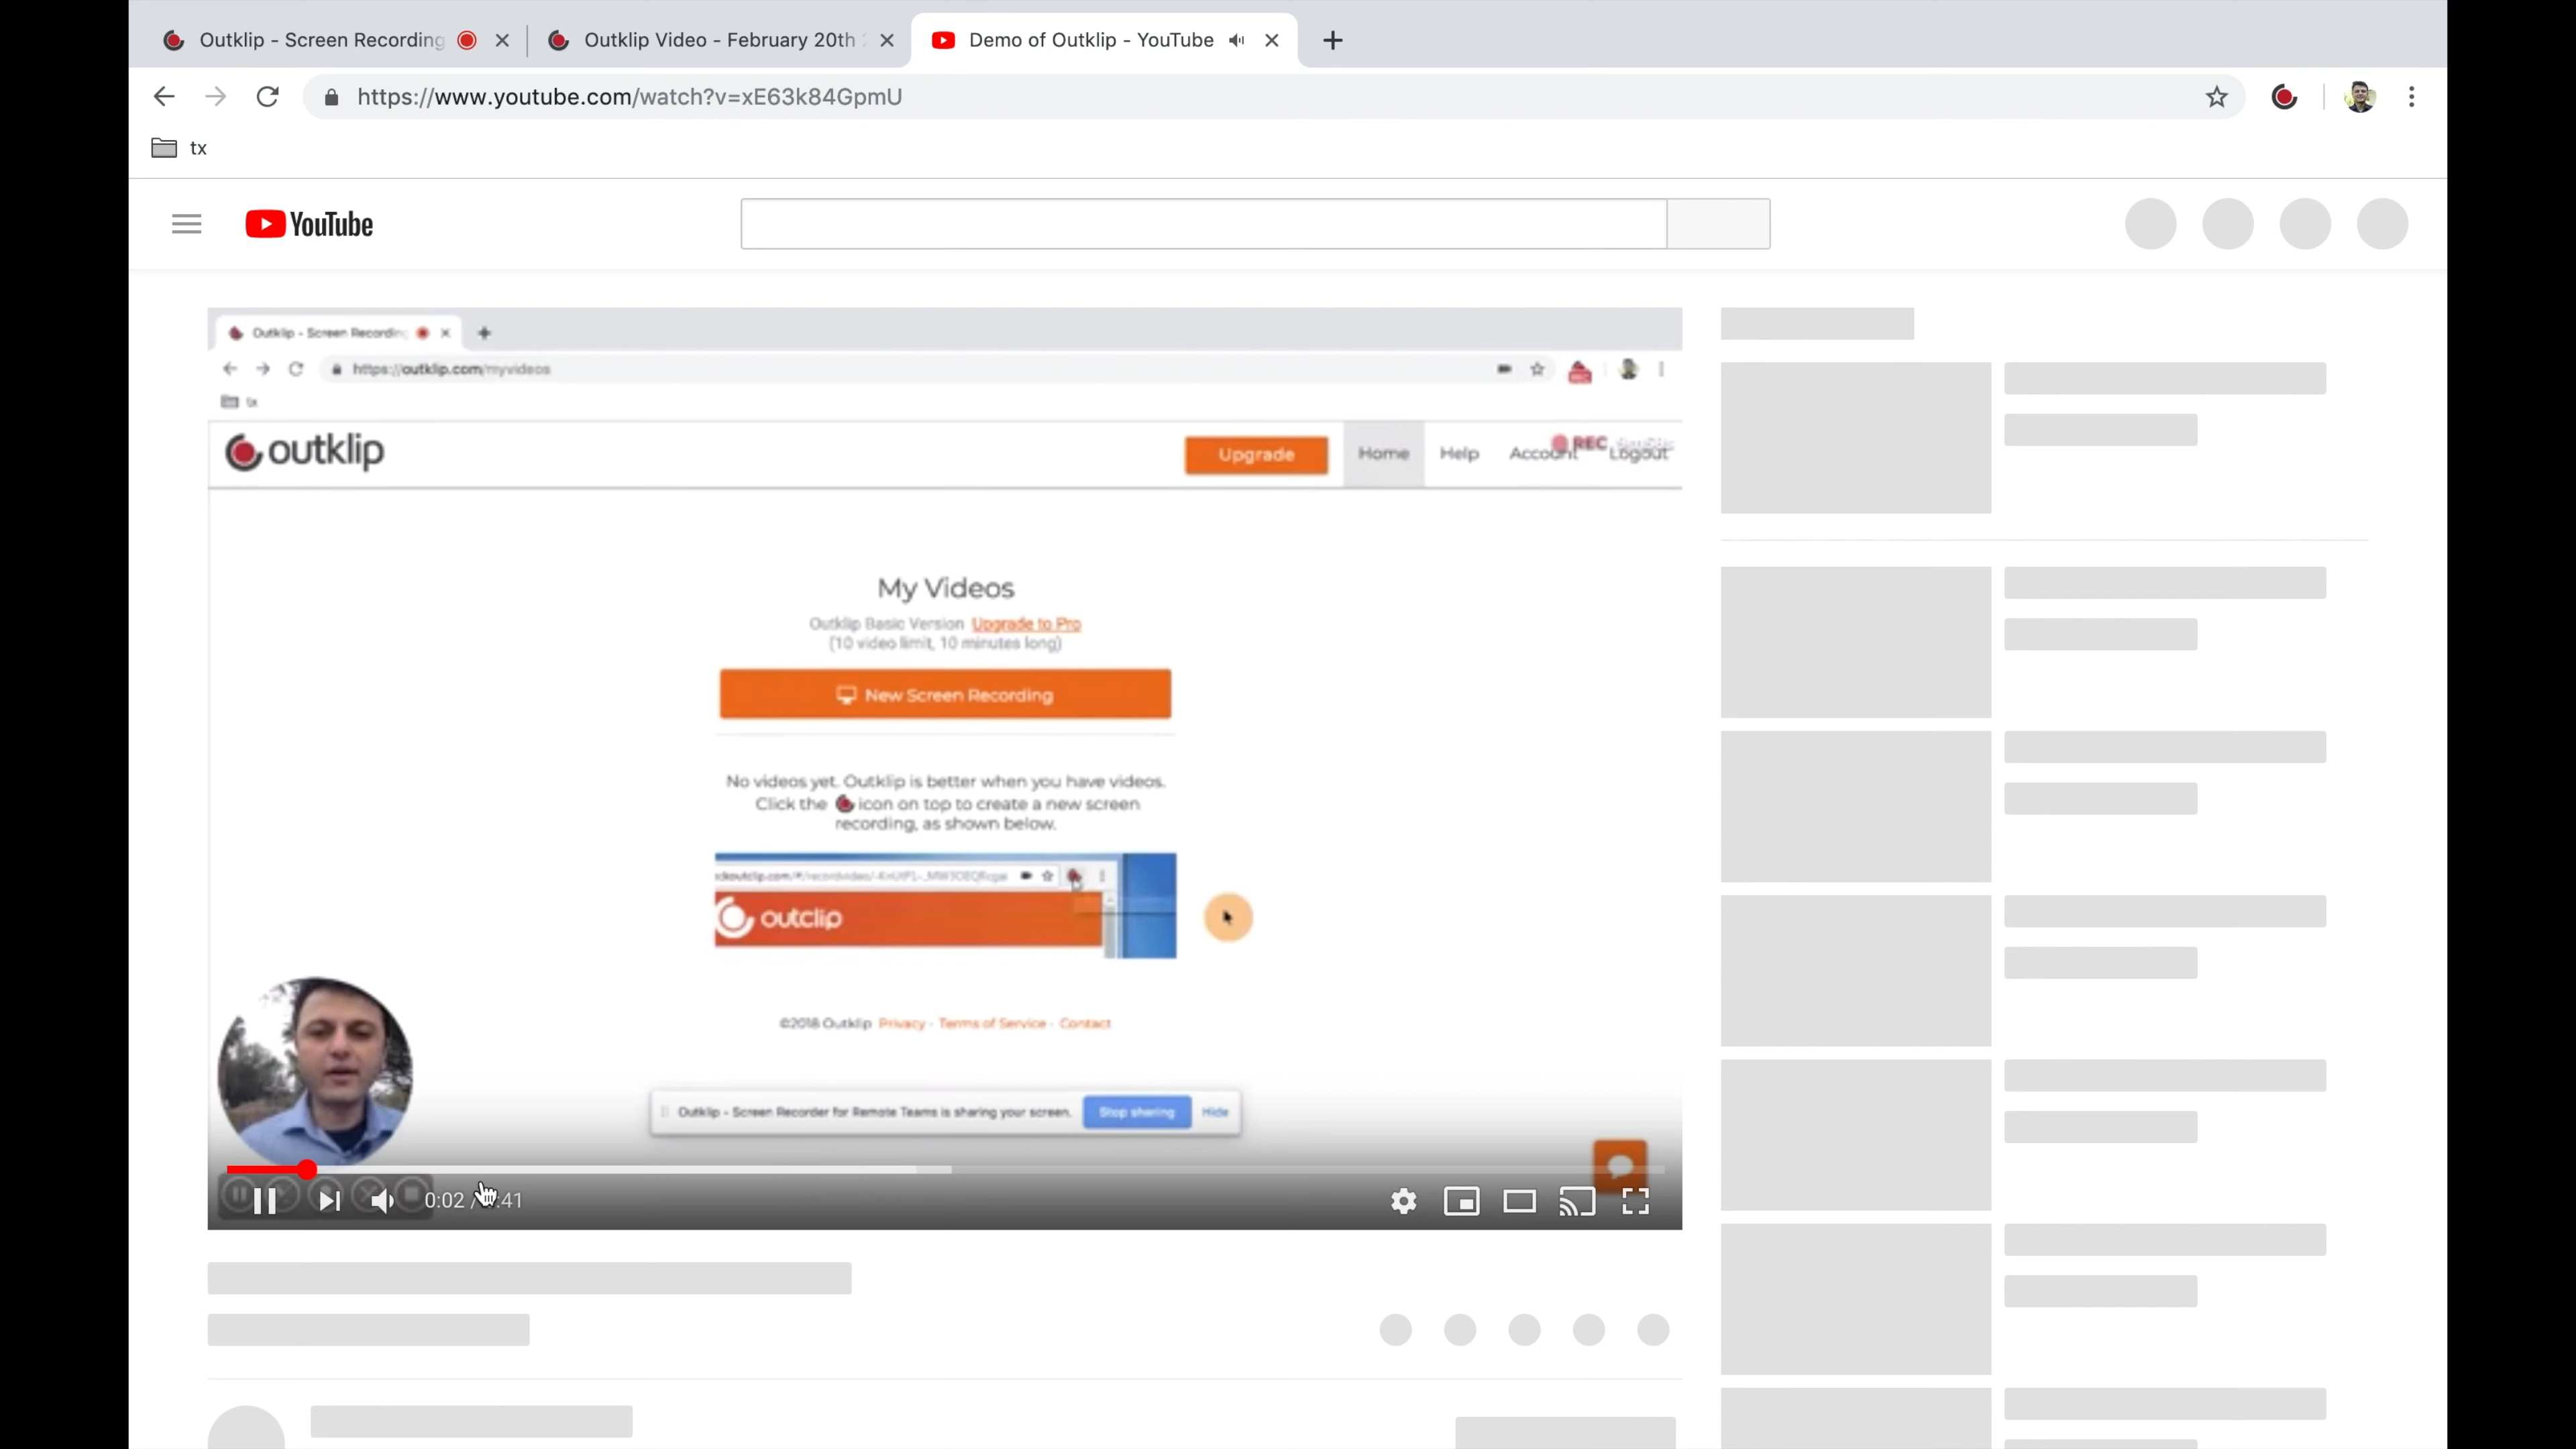 Outklip - Screen Recording
Outklip Video - February 20th
Demo of Outklip - YouTube
https://www.youtube.com/watch?v=xE63k84GpmU
tx
YouTube
Outklip - Screen Recording
https://outklip.com/myvideos
tx
outklip
Upgrade
Home
Help
Account
Logout
REC
My Videos
Outklip Basic Version Upgrade to Pro
(10 video limit, 10 minutes long)
New Screen Recording
No videos yet. Outklip is better when you have videos.
Click the icon on top to create a new screen
recording, as shown below.
outclip
©2018 Outklip Privacy · Terms of Service · Contact
Outklip - Screen Recorder for Remote Teams is sharing your screen.
Stop sharing
Hide
0:02 / :41